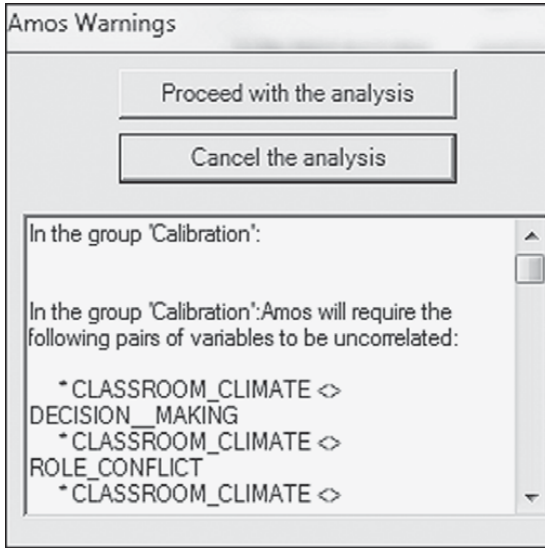 Amos Warnings
Proceed with the analysis
Cancel the analysis
In the group 'Calibration':
In the group 'Calibration':Amos will require the
following pairs of variables to be uncorrelated:
* CLASSROOM_CLIMATE <>
DECISION__MAKING
* CLASSROOM_CLIMATE <>
ROLE_CONFLICT
* CLASSROOM_CLIMATE <>